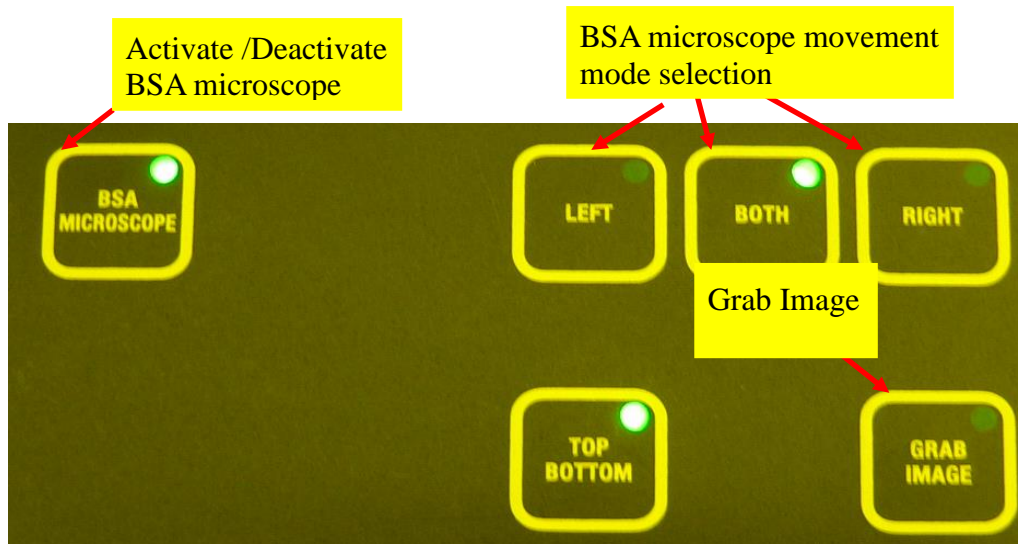 Activate /Deactivate
BSA microscope
BSA microscope movement
mode selection
BSA
MICROSCOPE
LEFT
BOTH
RIGHT
Grab Image
TOP
BOTTOM
GRAB
IMAGE